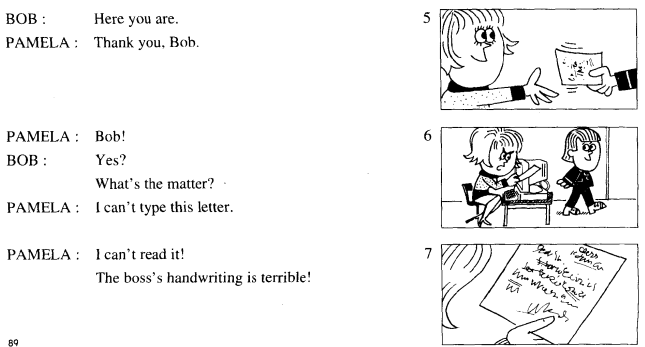 BOB : Here you are.
PAMELA : Thank you, Bob.
5
PAMELA : Bob!
BOB : Yes?
What's the matter?
PAMELA : I can't type this letter.
6
PAMELA : I can't read it!
The boss's handwriting is terrible!
7
89